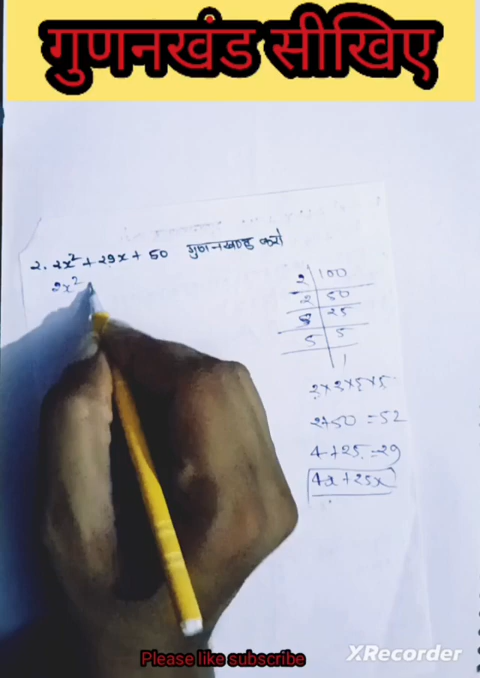 गुणनखंड सीखिए
2. 2x² + 29x + 50 गुणनखण्ड करो
2x²
2 | 100
2 | 50
5 | 25
5 | 5
1
2×2×5×5
2+50 = 52
4+25 = 29
4x + 25x
Please like subscribe
XRecorder